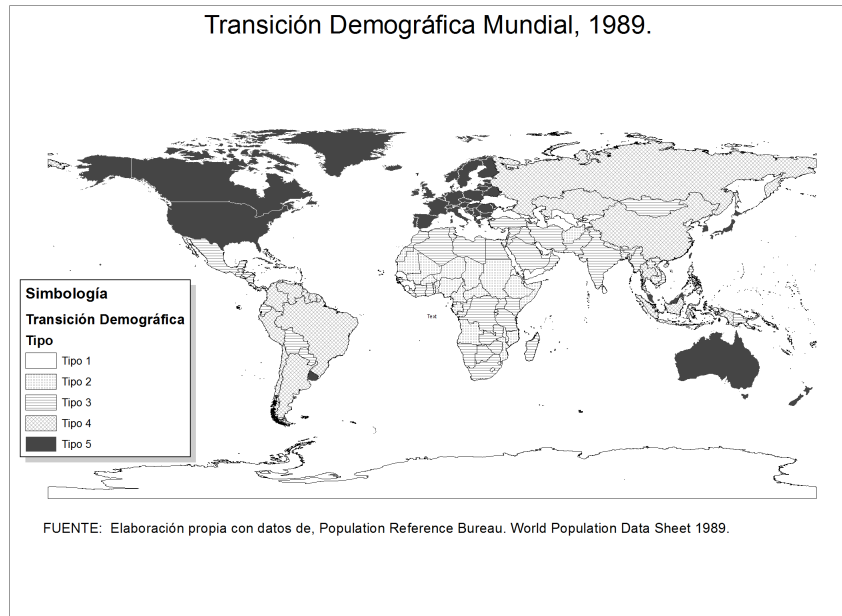 Transición Demográfica Mundial, 1989.
Text
Simbología
Transición Demográfica
Tipo
Tipo 1
Tipo 2
Tipo 3
Tipo 4
Tipo 5
FUENTE: Elaboración propia con datos de, Population Reference Bureau. World Population Data Sheet 1989.